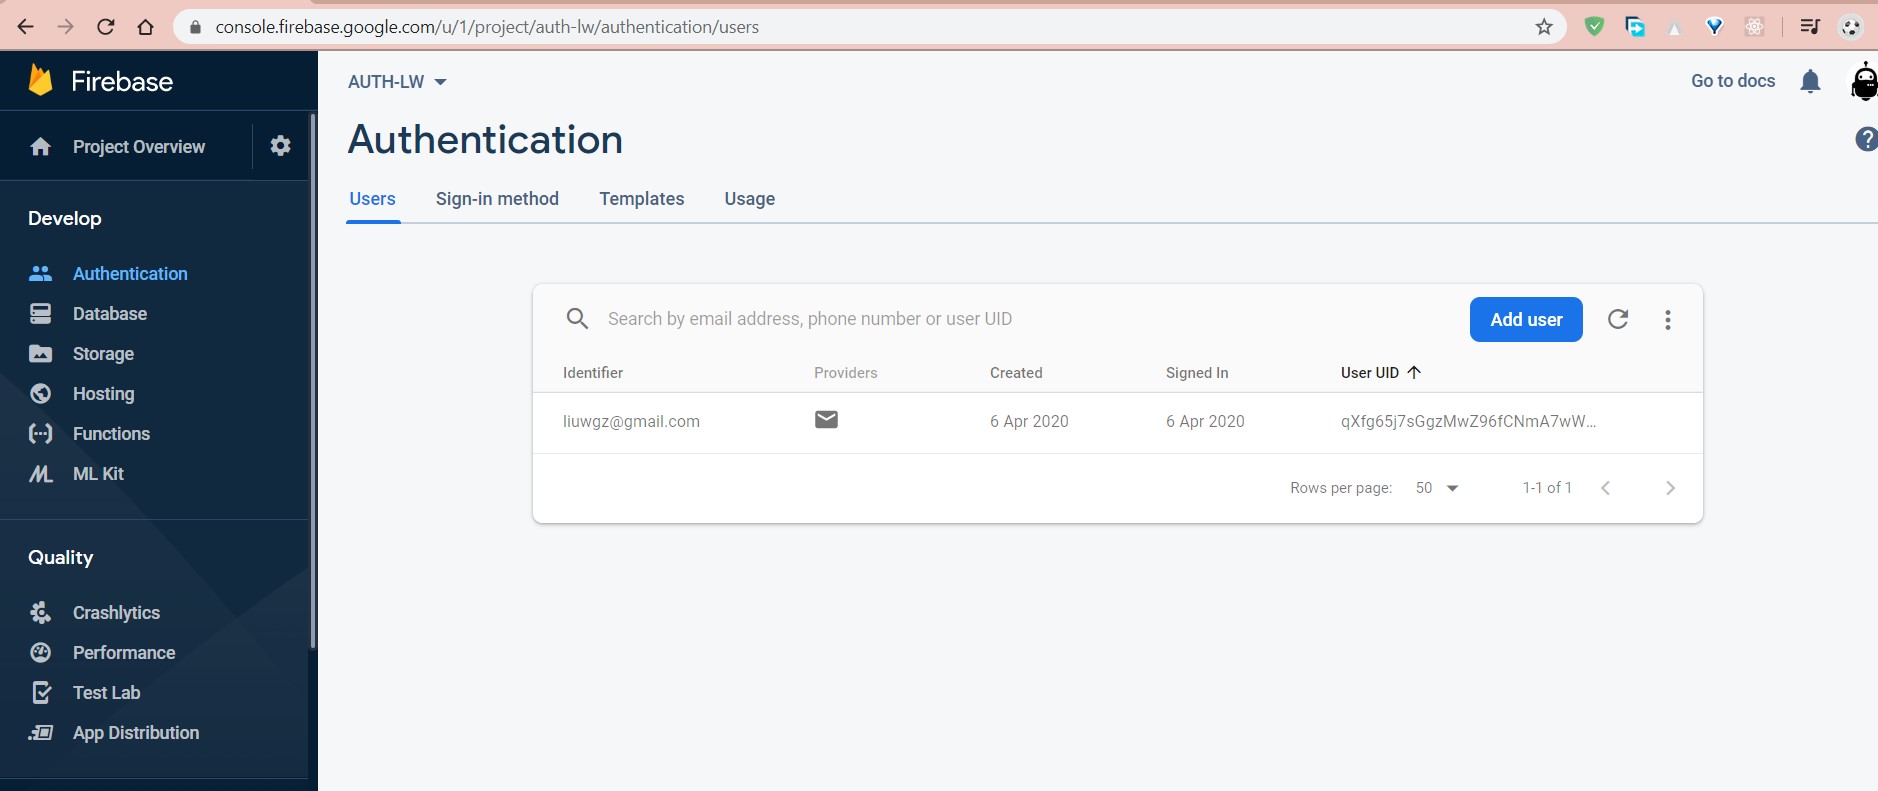 console.firebase.google.com/u/1/project/auth-lw/authentication/users
Firebase
Project Overview
Develop
Authentication
Database
Storage
Hosting
Functions
ML Kit
Quality
Crashlytics
Performance
Test Lab
App Distribution
AUTH-LW
Go to docs
Authentication
Users Sign-in method Templates Usage
Search by email address, phone number or user UID
Add user
Identifier Providers Created Signed In User UID
liuwgz@gmail.com 6 Apr 2020 6 Apr 2020 qXfg65j7sGgzMwZ96fCNmA7wW...
Rows per page: 50 1-1 of 1